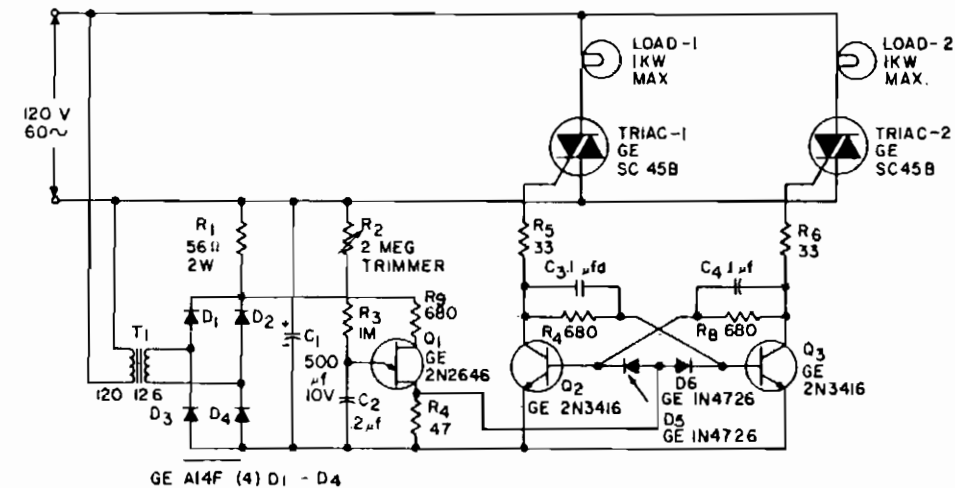 120 V
60~
LOAD-1
1KW
MAX
LOAD-2
1KW
MAX.
TRIAC-1
GE
SC 45B
TRIAC-2
GE
SC45B
R1
56Ω
2W
R2
2 MEG
TRIMMER
R5
33
R6
33
C3.1 µfd
C4.1 µf
R4 680
R8 680
D1
D2
R3
1M
R9
680
Q1
GE
2N2646
C1
500
µf
10V
C2
.2µf
T1
120 12.6
D3
D4
R4
47
Q2
GE 2N3416
D6
GE 1N4726
D5
GE 1N4726
Q3
GE
2N3416
GE A14F (4) D1 - D4